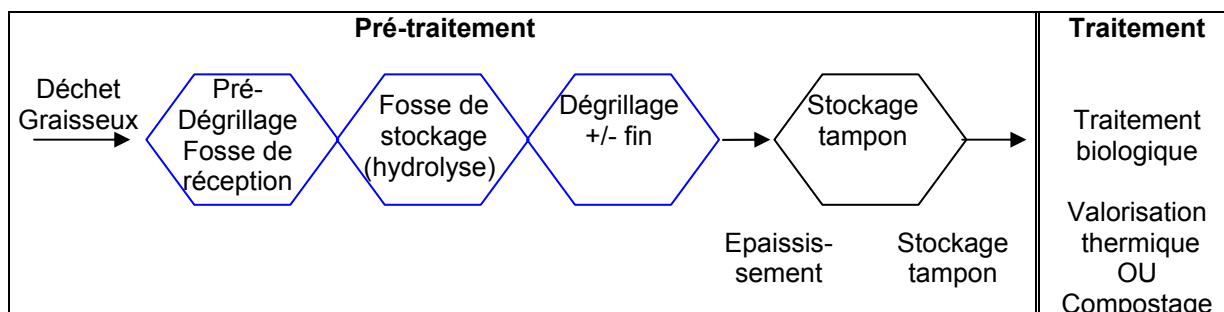 Pré-traitement
Traitement
Déchet
Graisseux
Pré-
Dégrillage
Fosse de
réception
Fosse de
stockage
(hydrolyse)
Dégrillage
+/- fin
Stockage
tampon
Epaissis-
sement
Stockage
tampon
Traitement
biologique
Valorisation
thermique
OU
Compostage